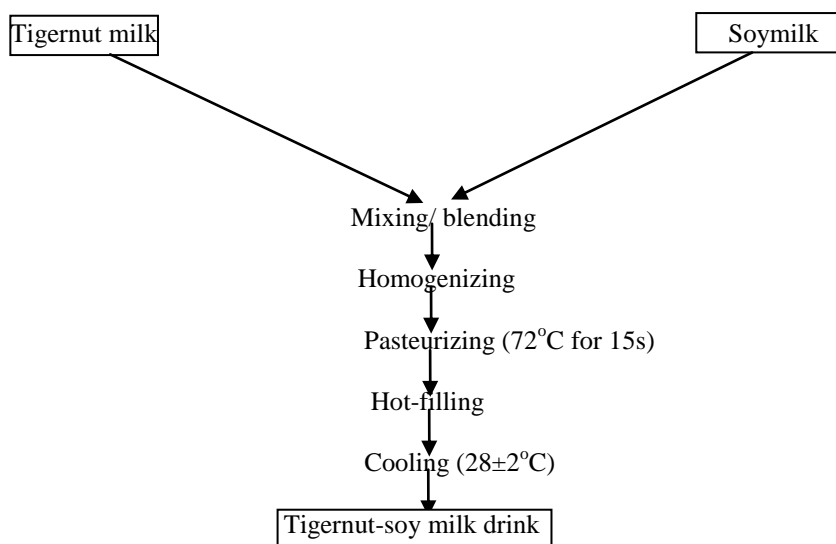 Tigernut milk
Soymilk
Mixing/ blending
Homogenizing
Pasteurizing (72°C for 15s)
Hot-filling
Cooling (28±2°C)
Tigernut-soy milk drink